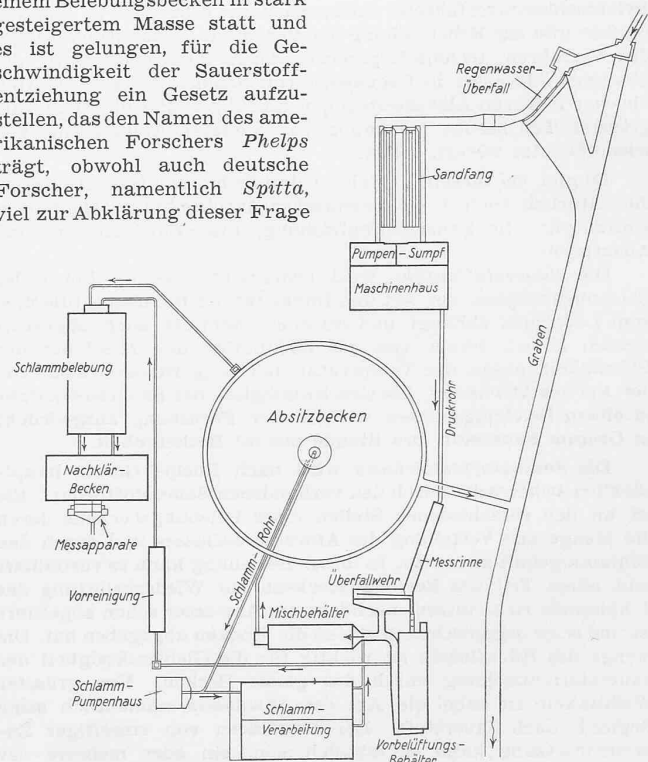 einem Belebungsbecken in stark
gesteigertem Masse statt und
es ist gelungen, für die Ge-
schwindigkeit der Sauerstoff-
entziehung ein Gesetz aufzu-
stellen, das den Namen des ame-
rikanischen Forschers Phelps
trägt, obwohl auch deutsche
Forscher, namentlich Spitta,
viel zur Abklärung dieser Frage
Regenwasser-
Überfall
Sandfang
Pumpen-Sumpf
Maschinenhaus
Graben
Druckrohr
Schlammbelebung
Absitzbecken
Nachklär-
Becken
Messapparate
Schlamm-Rohr
Messrinne
Überfallwehr
Vorreinigung
Mischbehälter
Schlamm-
Pumpenhaus
Schlamm-
Verarbeitung
Vorbelüftungs-
Behälter